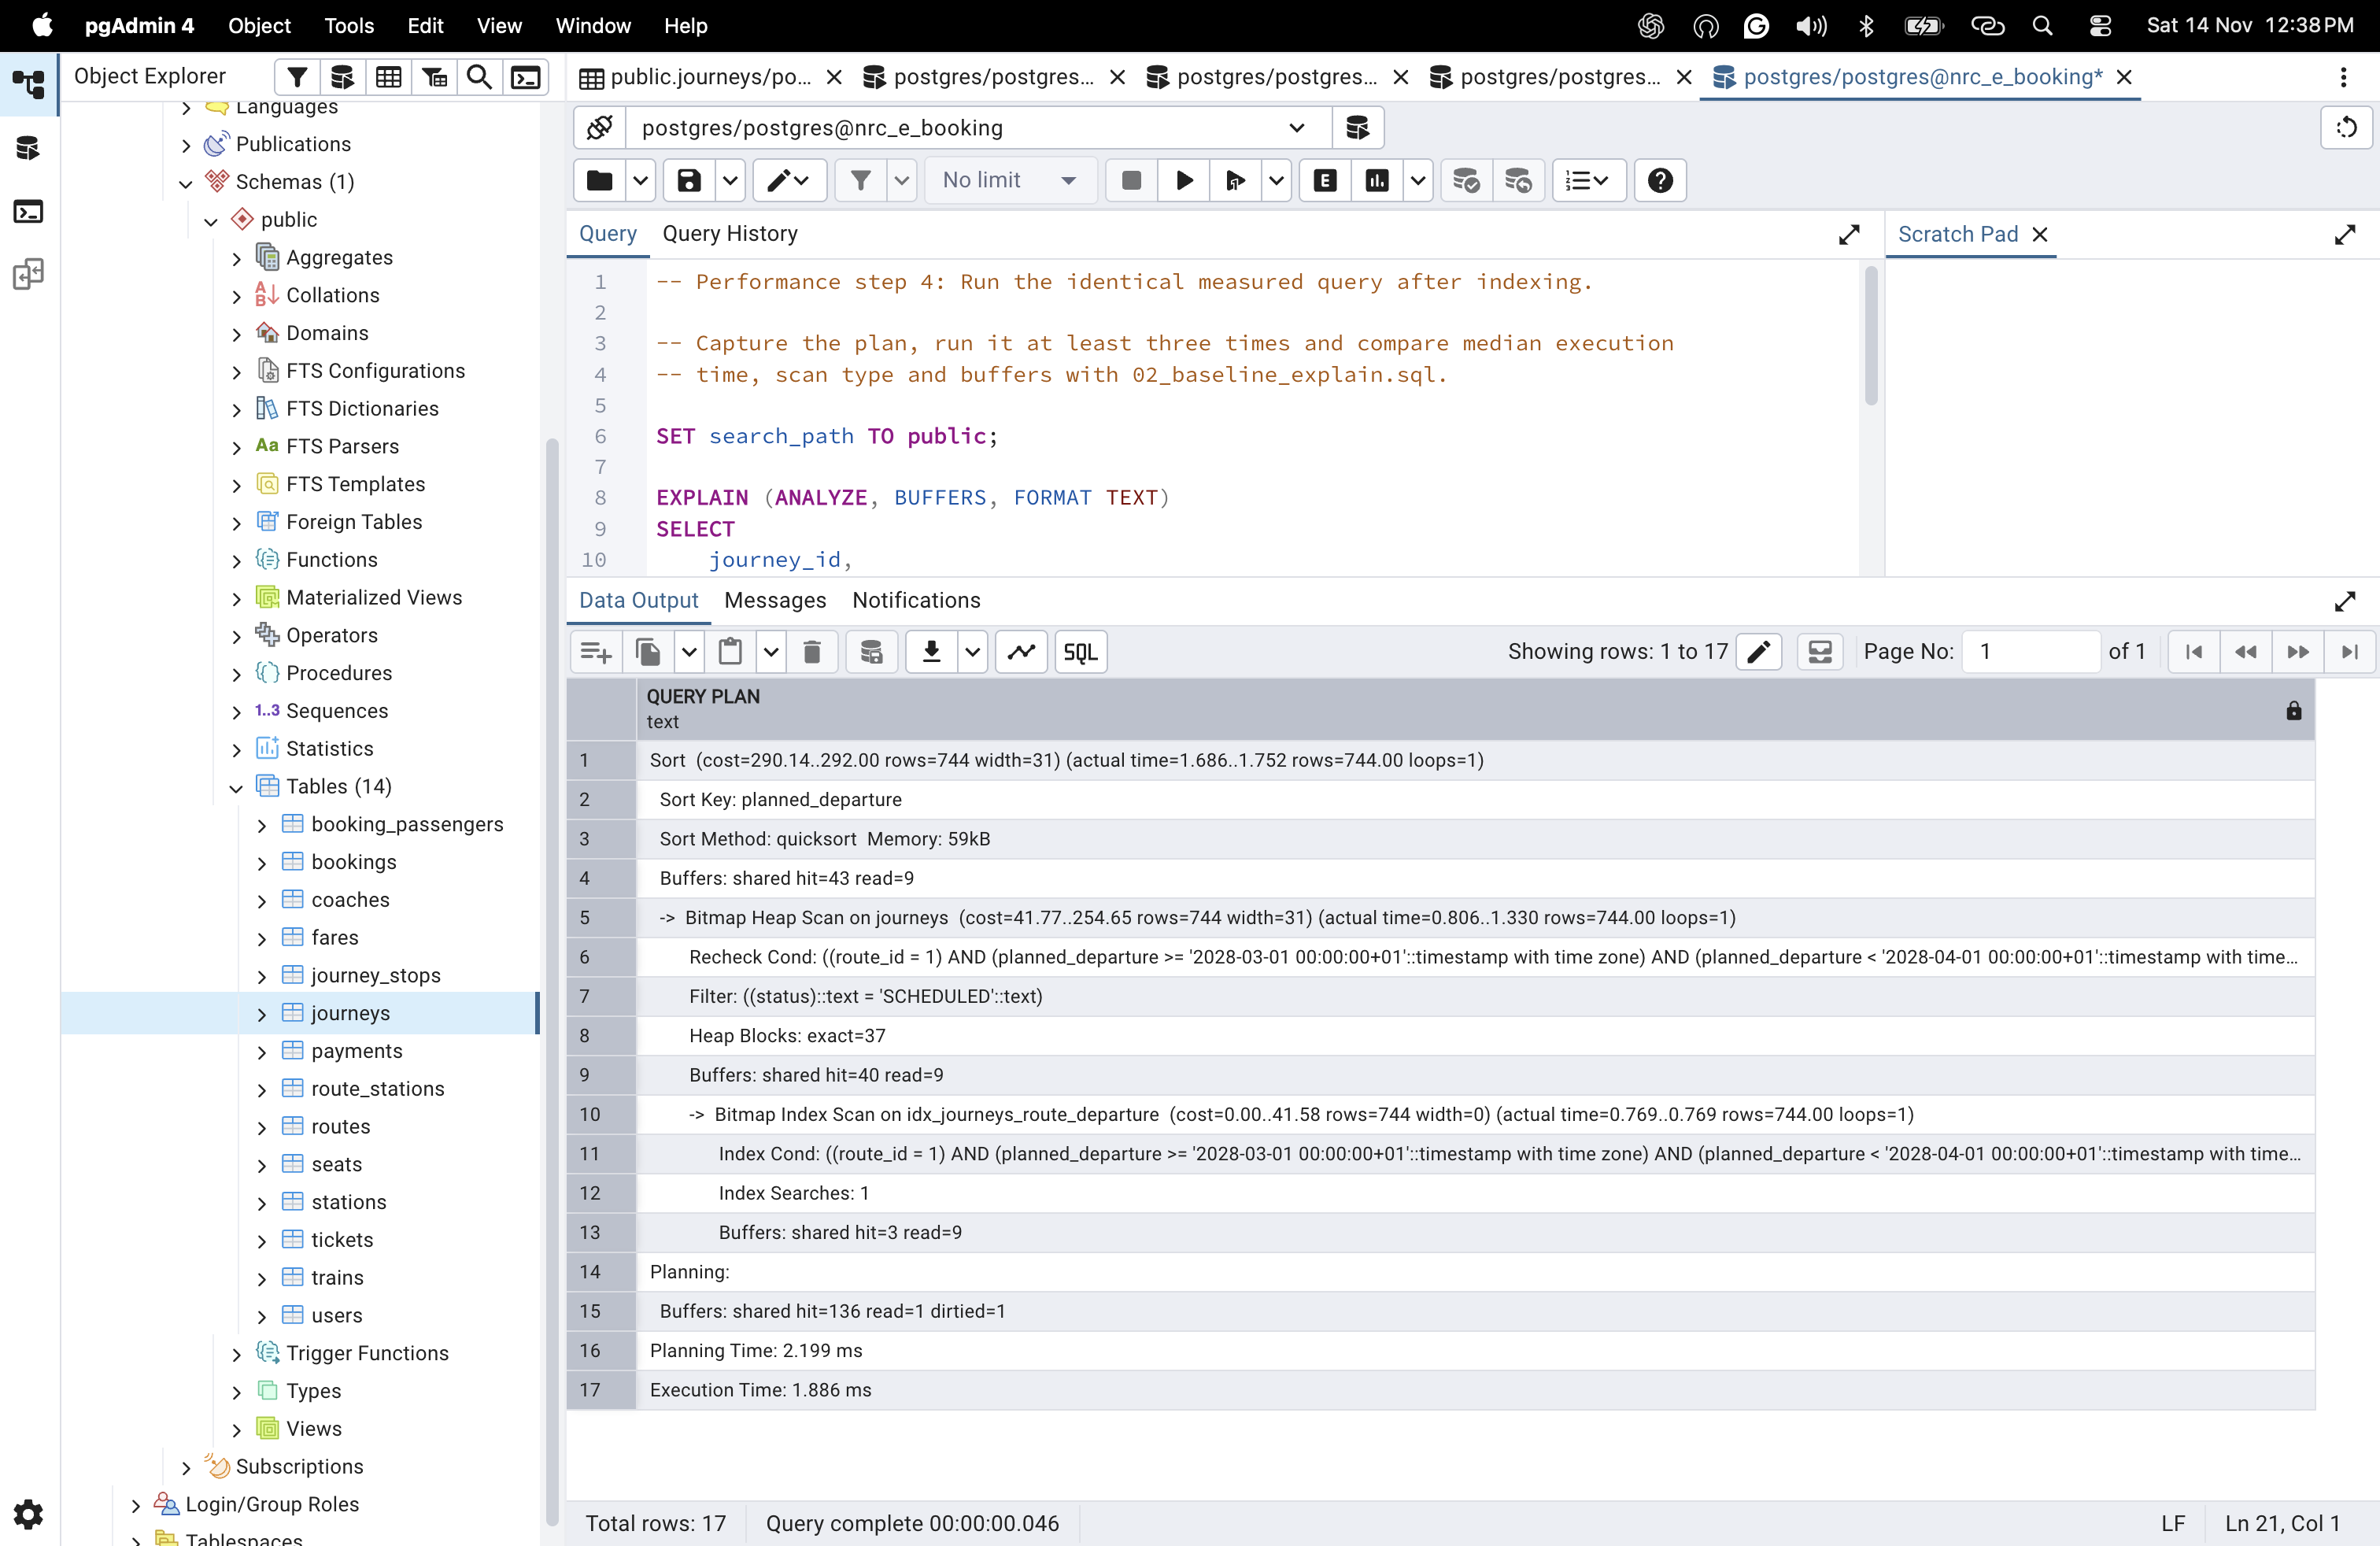 pgAdmin 4 Object Tools Edit View Window Help Sat 14 Nov 12:38 PM
Object Explorer
public.journeys/po... postgres/postgres... postgres/postgres... postgres/postgres... postgres/postgres@nrc_e_booking*
Languages
Publications
Schemas (1)
public
Aggregates
Collations
Domains
FTS Configurations
FTS Dictionaries
Aa FTS Parsers
FTS Templates
Foreign Tables
Functions
Materialized Views
Operators
Procedures
1..3 Sequences
Statistics
Tables (14)
booking_passengers
bookings
coaches
fares
journey_stops
journeys
payments
route_stations
routes
seats
stations
tickets
trains
users
Trigger Functions
Types
Views
Subscriptions
Login/Group Roles
Tablespaces
postgres/postgres@nrc_e_booking
No limit
E
Query Query History
Scratch Pad
1 -- Performance step 4: Run the identical measured query after indexing.
2
3 -- Capture the plan, run it at least three times and compare median execution
4 -- time, scan type and buffers with 02_baseline_explain.sql.
5
6 SET search_path TO public;
7
8 EXPLAIN (ANALYZE, BUFFERS, FORMAT TEXT)
9 SELECT
10 journey_id,
Data Output Messages Notifications
SQL Showing rows: 1 to 17 Page No: 1 of 1
QUERY PLAN
text
1 Sort (cost=290.14..292.00 rows=744 width=31) (actual time=1.686..1.752 rows=744.00 loops=1)
2 Sort Key: planned_departure
3 Sort Method: quicksort Memory: 59kB
4 Buffers: shared hit=43 read=9
5 -> Bitmap Heap Scan on journeys (cost=41.77..254.65 rows=744 width=31) (actual time=0.806..1.330 rows=744.00 loops=1)
6 Recheck Cond: ((route_id = 1) AND (planned_departure >= '2028-03-01 00:00:00+01'::timestamp with time zone) AND (planned_departure < '2028-04-01 00:00:00+01'::timestamp with time...
7 Filter: ((status)::text = 'SCHEDULED'::text)
8 Heap Blocks: exact=37
9 Buffers: shared hit=40 read=9
10 -> Bitmap Index Scan on idx_journeys_route_departure (cost=0.00..41.58 rows=744 width=0) (actual time=0.769..0.769 rows=744.00 loops=1)
11 Index Cond: ((route_id = 1) AND (planned_departure >= '2028-03-01 00:00:00+01'::timestamp with time zone) AND (planned_departure < '2028-04-01 00:00:00+01'::timestamp with time...
12 Index Searches: 1
13 Buffers: shared hit=3 read=9
14 Planning:
15 Buffers: shared hit=136 read=1 dirtied=1
16 Planning Time: 2.199 ms
17 Execution Time: 1.886 ms
Total rows: 17 Query complete 00:00:00.046 LF Ln 21, Col 1